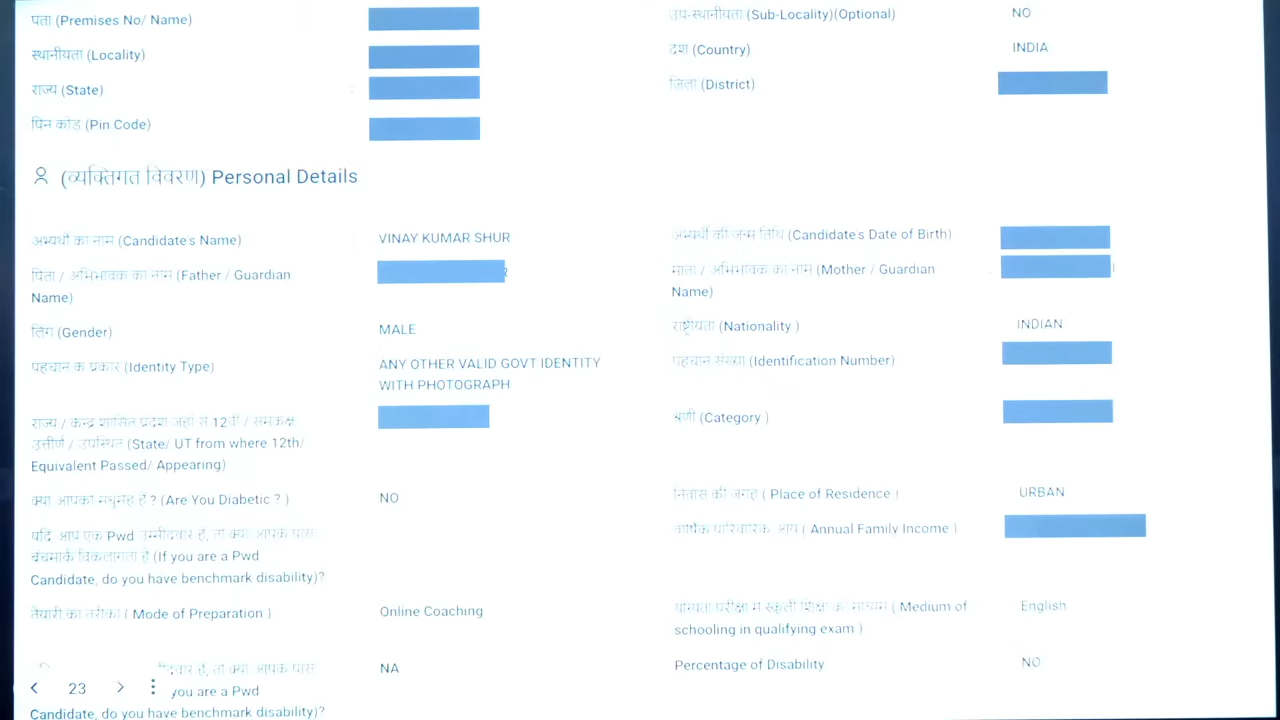 पता (Premises No/ Name)
उप-स्थानीयता (Sub-Locality)(Optional)
NO
स्थानीयता (Locality)
देश (Country)
INDIA
राज्य (State)
जिला (District)
पिन कोड (Pin Code)
(व्यक्तिगत विवरण) Personal Details
अभ्यर्थी का नाम (Candidate's Name)
VINAY KUMAR SHUR
अभ्यर्थी की जन्म तिथि (Candidate's Date of Birth)
पिता / अभिभावक का नाम (Father / Guardian
Name)
माता / अभिभावक का नाम (Mother / Guardian
Name)
लिंग (Gender)
MALE
राष्ट्रीयता (Nationality )
INDIAN
पहचान के प्रकार (Identity Type)
ANY OTHER VALID GOVT IDENTITY
WITH PHOTOGRAPH
पहचान संख्या (Identification Number)
राज्य / केन्द्र शासित प्रदेश जहां से 12वीं / समकक्ष
उत्तीर्ण / उपस्थित (State/ UT from where 12th/
Equivalent Passed/ Appearing)
श्रेणी (Category )
क्या आपको मधुमेह है ? (Are You Diabetic ? )
NO
निवास की जगह ( Place of Residence )
URBAN
यदि आप एक Pwd उम्मीदवार हैं, तो क्या आपके पास
बेंचमार्क विकलांगता है (If you are a Pwd
Candidate, do you have benchmark disability)?
वार्षिक पारिवारिक आय ( Annual Family Income )
तैयारी का तरीका ( Mode of Preparation )
Online Coaching
योग्यता परीक्षा में स्कूली शिक्षा का माध्यम ( Medium of
schooling in qualifying exam )
English
हैं, तो क्या आपके पास
NA
Percentage of Disability
NO
23
you are a Pwd
Candidate, do you have benchmark disability)?